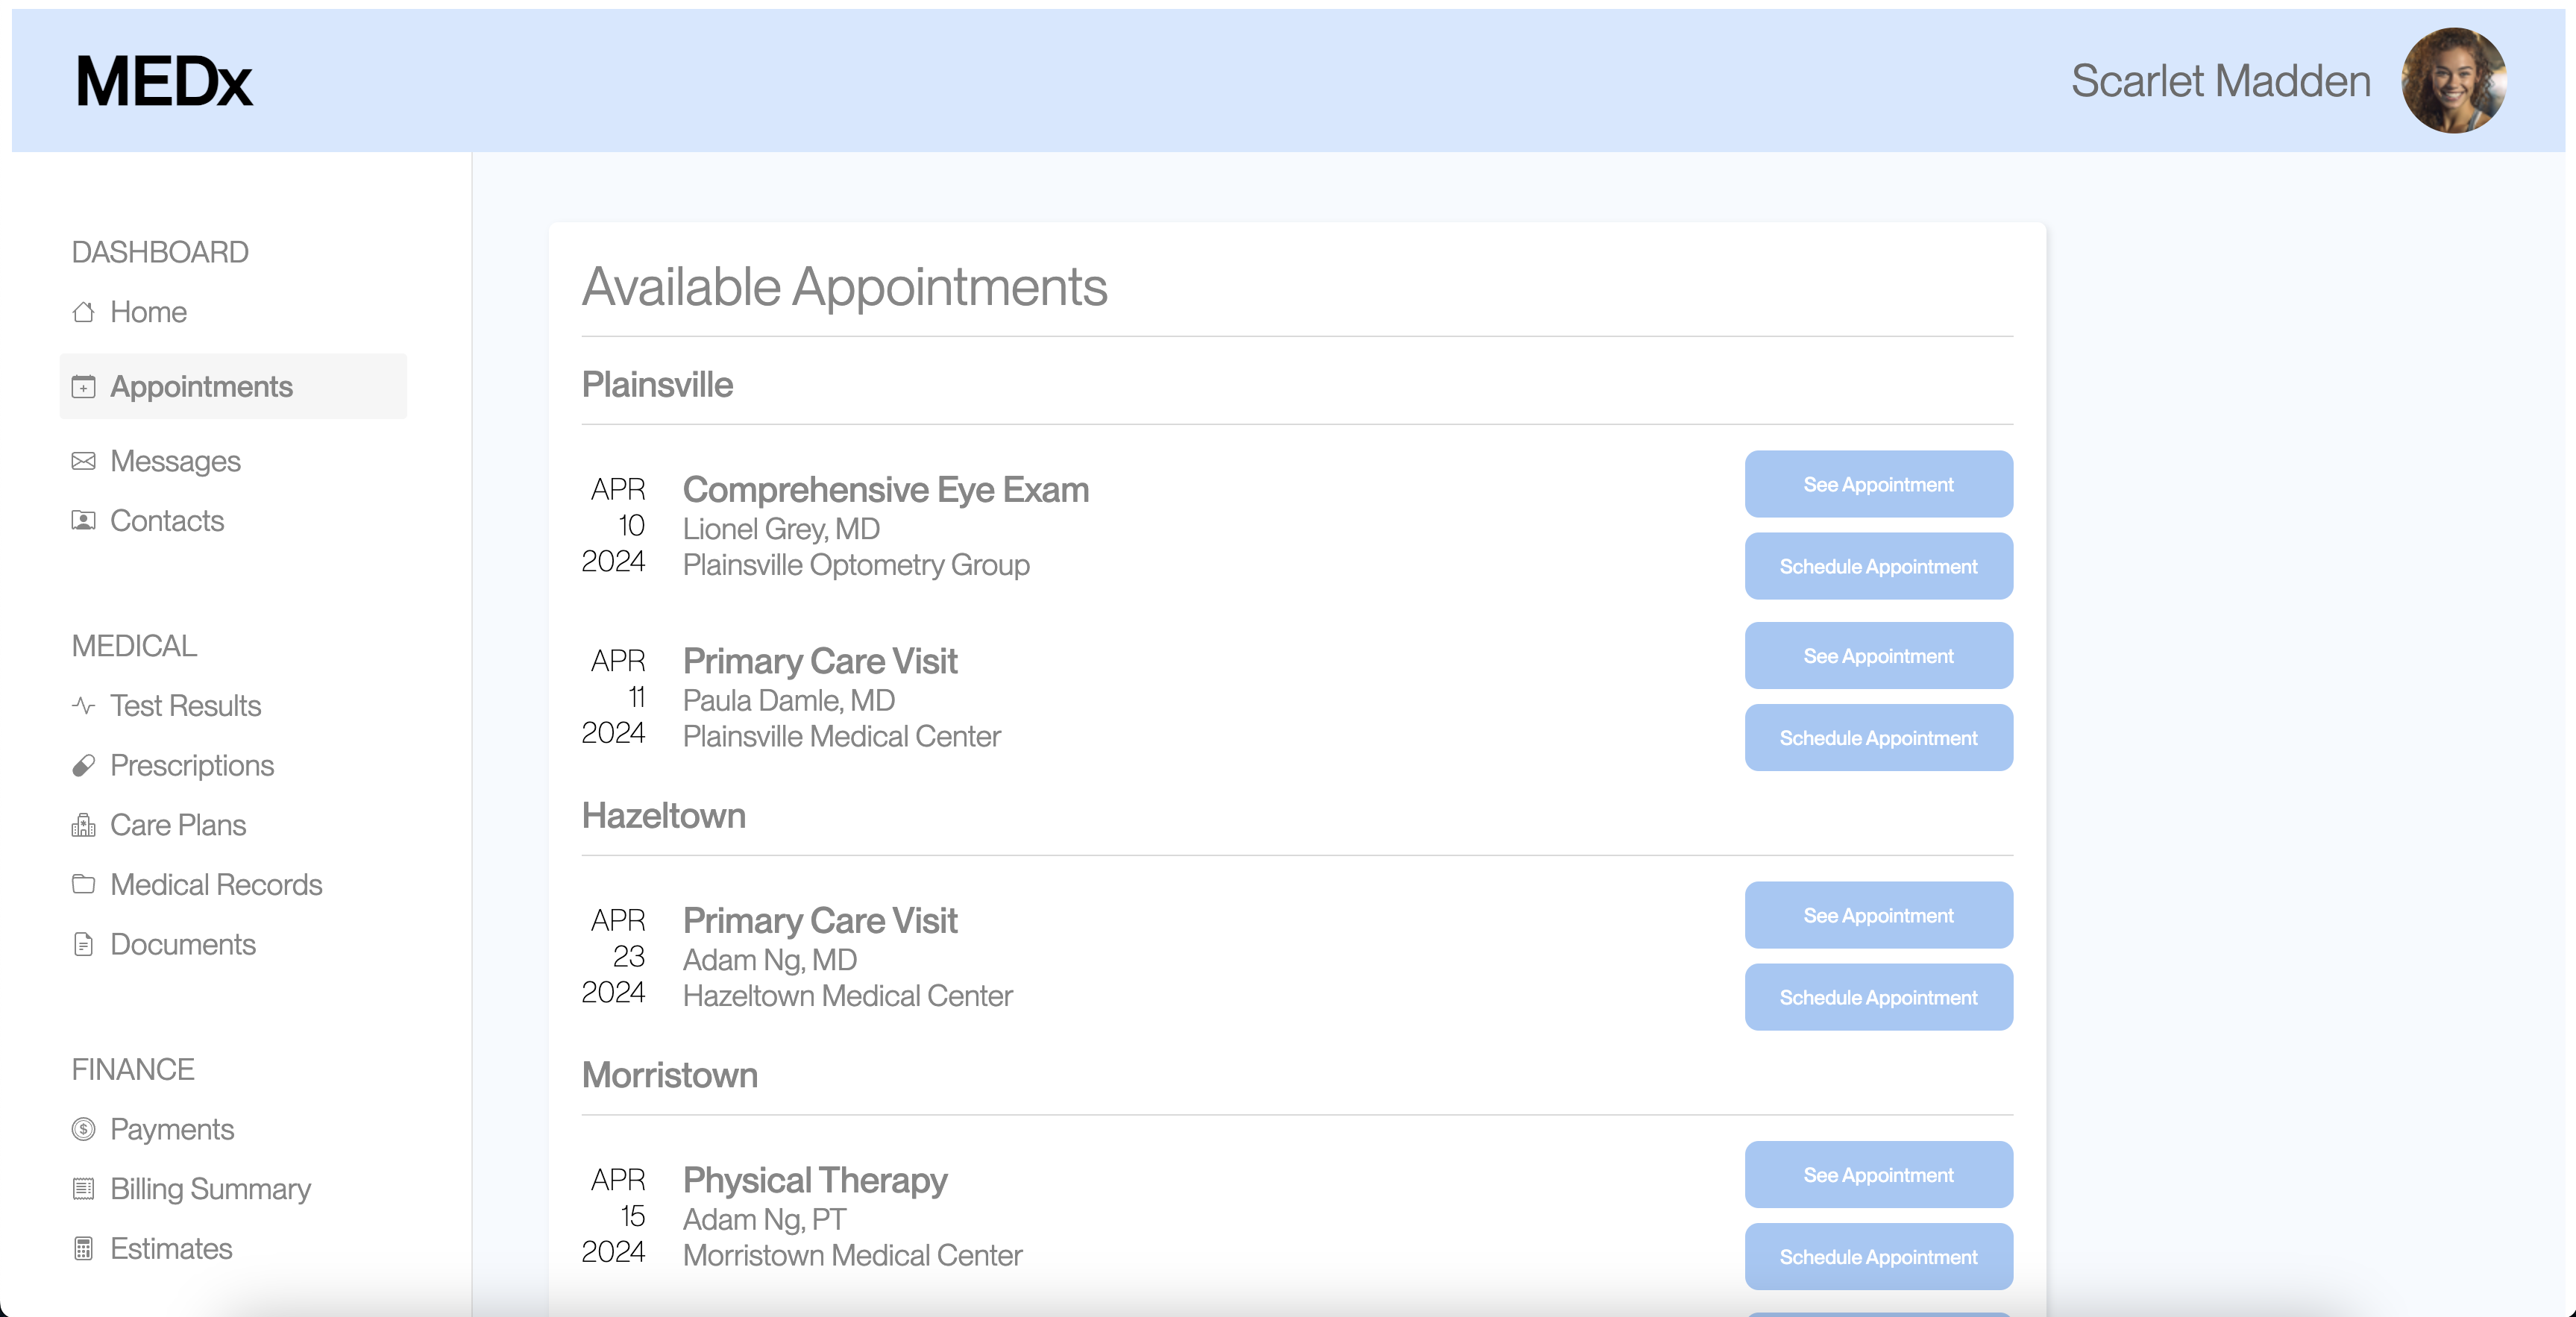 MEDx
Scarlet Madden
DASHBOARD
Home
Appointments
Messages
Contacts
MEDICAL
Test Results
Prescriptions
Care Plans
Medical Records
Documents
FINANCE
Payments
Billing Summary
Estimates
Available Appointments
Plainsville
APR
10
2024
Comprehensive Eye Exam
Lionel Grey, MD
Plainsville Optometry Group
See Appointment
Schedule Appointment
APR
11
2024
Primary Care Visit
Paula Damle, MD
Plainsville Medical Center
See Appointment
Schedule Appointment
Hazeltown
APR
23
2024
Primary Care Visit
Adam Ng, MD
Hazeltown Medical Center
See Appointment
Schedule Appointment
Morristown
APR
15
2024
Physical Therapy
Adam Ng, PT
Morristown Medical Center
See Appointment
Schedule Appointment